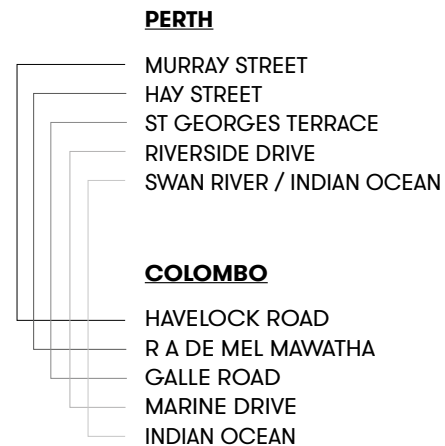 PERTH
MURRAY STREET
HAY STREET
ST GEORGES TERRACE
RIVERSIDE DRIVE
SWAN RIVER / INDIAN OCEAN
COLOMBO
HAVELOCK ROAD
R A DE MEL MAWATHA
GALLE ROAD
MARINE DRIVE
INDIAN OCEAN